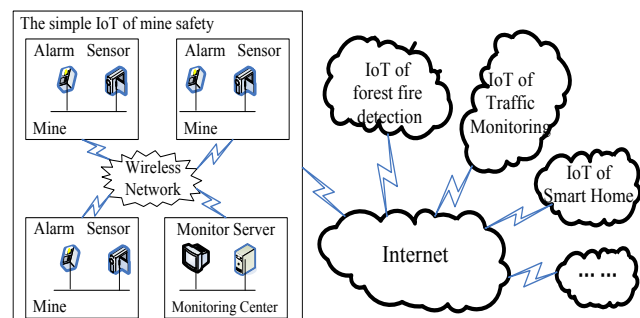 The simple IoT of mine safety
Alarm Sensor
Mine
Alarm Sensor
Mine
Wireless
Network
Alarm Sensor
Mine
Monitor Server
Monitoring Center
IoT of
forest fire
detection
IoT of
Traffic
Monitoring
IoT of
Smart Home
Internet
... ...